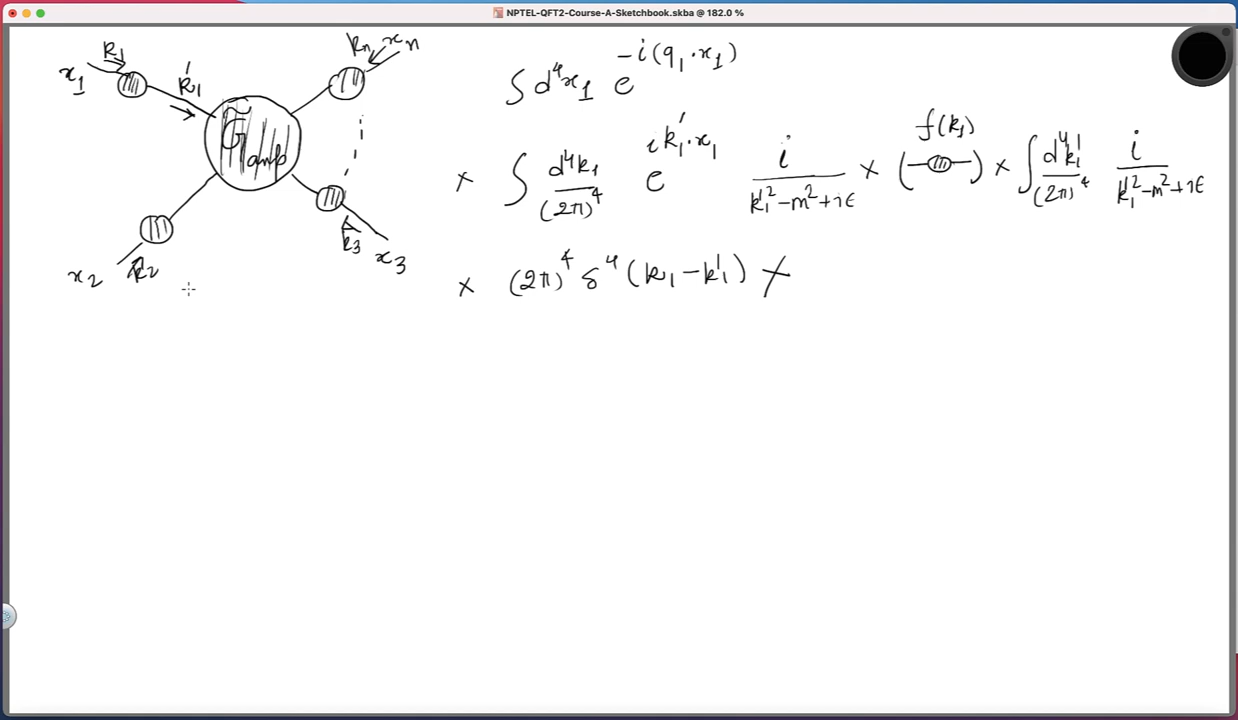 NPTEL-QFT2-Course-A-Sketchbook.skba @ 182.0 %
k₁
x₁
k₁'
kₙ xₙ
G̃_amp
k₃
x₃
x₂ k₂
∫ d⁴x₁ e^{-i(q₁·x₁)}
× ∫ d⁴k₁/(2π)⁴ e^{ik₁'·x₁} i/(k₁'²-m²+iε) × ( ) × ∫ d⁴k₁'/(2π)⁴ i/(k₁'²-m²+iε)
f(k₁)
× (2π)⁴ δ⁴(k₁-k₁') ×